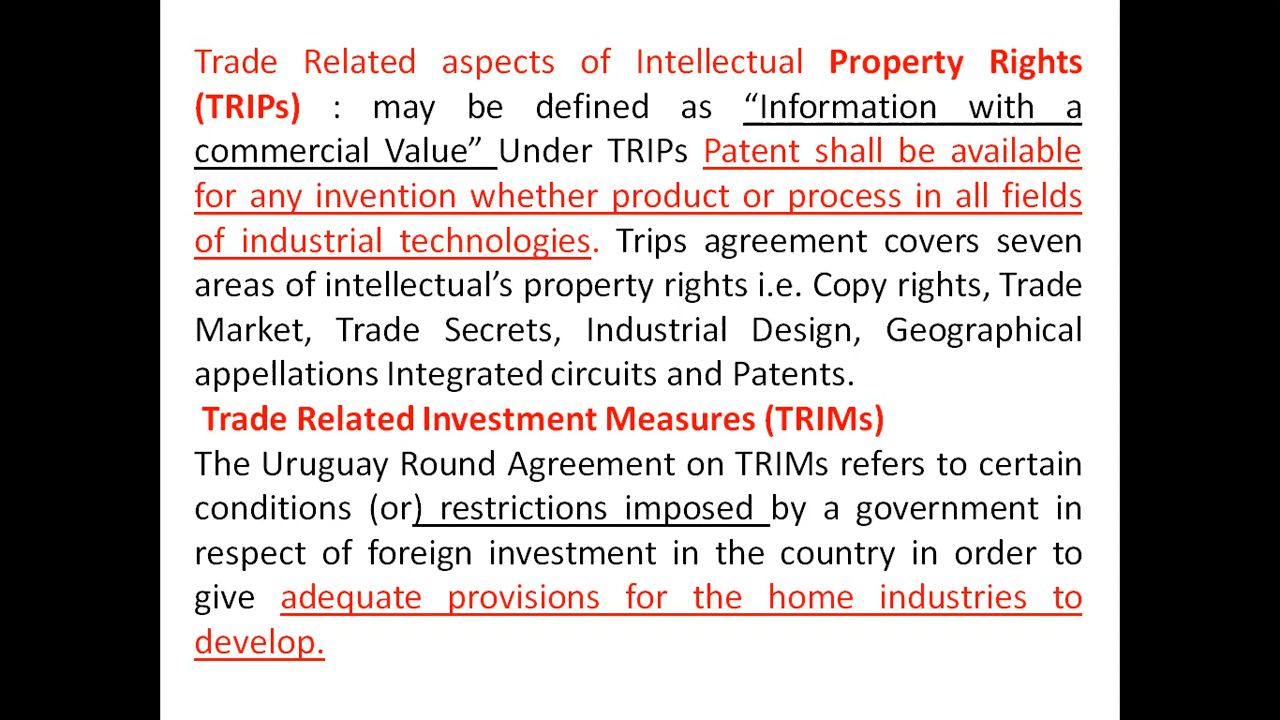 Trade Related aspects of Intellectual Property Rights
(TRIPs) : may be defined as “Information with a
commercial Value” Under TRIPs Patent shall be available
for any invention whether product or process in all fields
of industrial technologies. Trips agreement covers seven
areas of intellectual’s property rights i.e. Copy rights, Trade
Market, Trade Secrets, Industrial Design, Geographical
appellations Integrated circuits and Patents.
Trade Related Investment Measures (TRIMs)
The Uruguay Round Agreement on TRIMs refers to certain
conditions (or) restrictions imposed by a government in
respect of foreign investment in the country in order to
give adequate provisions for the home industries to
develop.